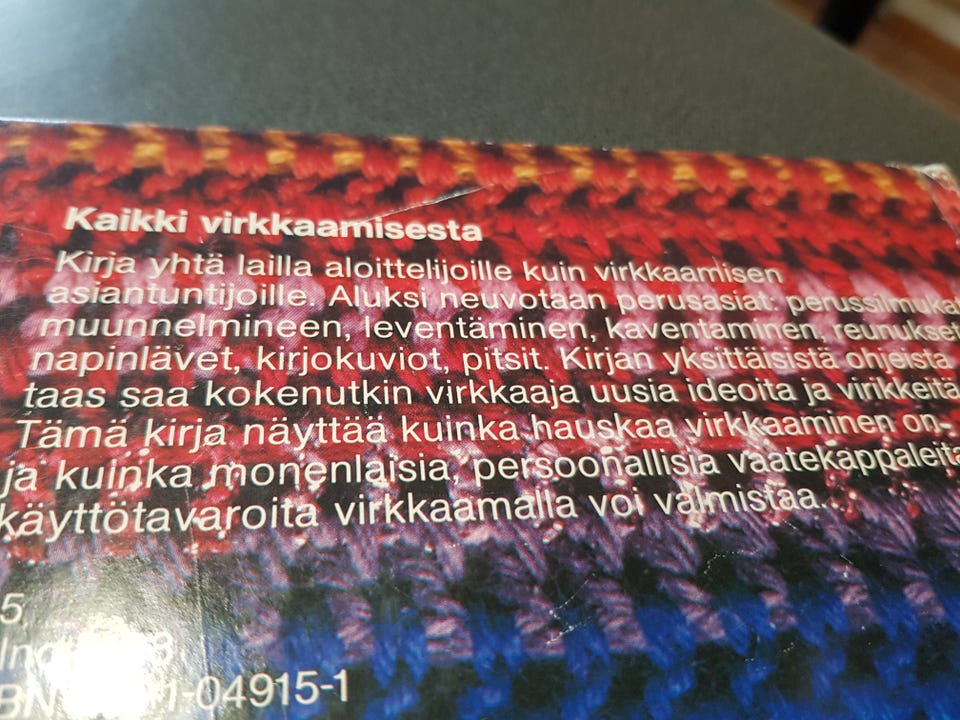 Kaikki virkkaamisesta
Kirja yhtä lailla aloittelijoille kuin virkkaamisen
asiantuntijoille. Aluksi neuvotaan perusasiat: perussilmukat
muunnelmineen, leventäminen, kaventaminen, reunukset
napinlävet, kirjokuviot, pitsit. Kirjan yksittäisistä ohjeista
taas saa kokenutkin virkkaaja uusia ideoita ja virikkeitä
Tämä kirja näyttää kuinka hauskaa virkkaaminen on
ja kuinka monenlaisia, persoonallisia vaatekappaleita
käyttötavaroita virkkaamalla voi valmistaa.
5,
BN 1-04915-1